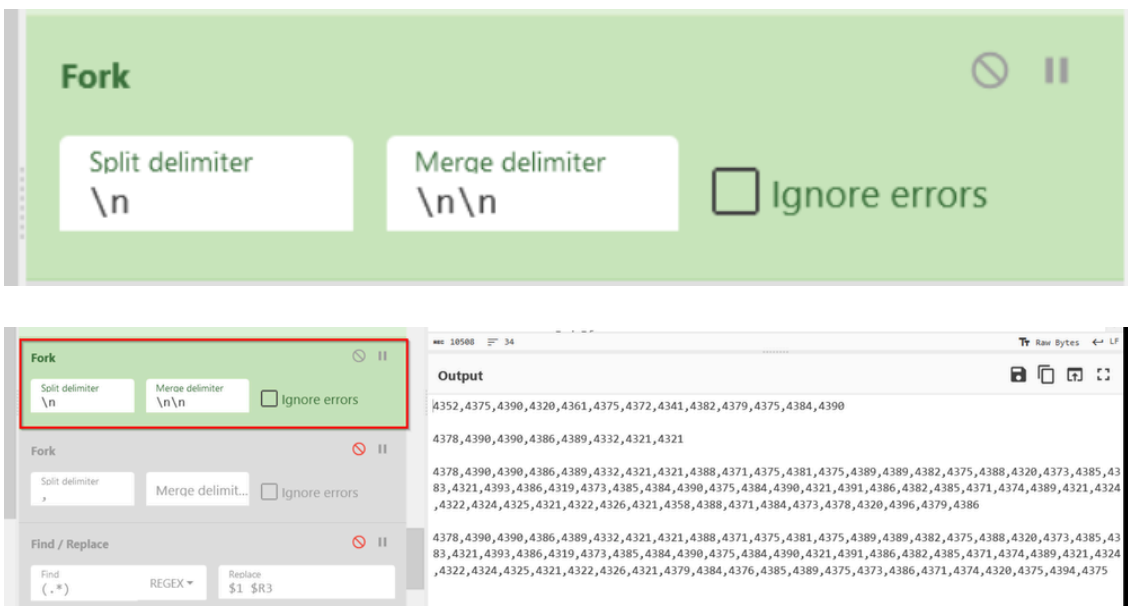 Fork
Split delimiter
\n
Merge delimiter
\n\n
Ignore errors
Fork
Split delimiter
\n
Merge delimiter
\n\n
Ignore errors
Fork
Split delimiter
,
Merge delimit...
Ignore errors
Find / Replace
Find
(.*)
REGEX
Replace
$1 $R3
REC 10508 34
Tт Raw Bytes LF
Output
4352,4375,4390,4320,4361,4375,4372,4341,4382,4379,4375,4384,4390
4378,4390,4390,4386,4389,4332,4321,4321
4378,4390,4390,4386,4389,4332,4321,4321,4388,4371,4375,4381,4375,4389,4389,4382,4375,4388,4320,4373,4385,43
83,4321,4393,4386,4319,4373,4385,4384,4390,4375,4384,4390,4321,4391,4386,4382,4385,4371,4374,4389,4321,4324
,4322,4324,4325,4321,4322,4326,4321,4358,4388,4371,4384,4373,4378,4320,4396,4379,4386
4378,4390,4390,4386,4389,4332,4321,4321,4388,4371,4375,4381,4375,4389,4389,4382,4375,4388,4320,4373,4385,43
83,4321,4393,4386,4319,4373,4385,4384,4390,4375,4384,4390,4321,4391,4386,4382,4385,4371,4374,4389,4321,4324
,4322,4324,4325,4321,4322,4326,4321,4379,4384,4376,4385,4389,4375,4373,4386,4371,4374,4320,4375,4394,4375